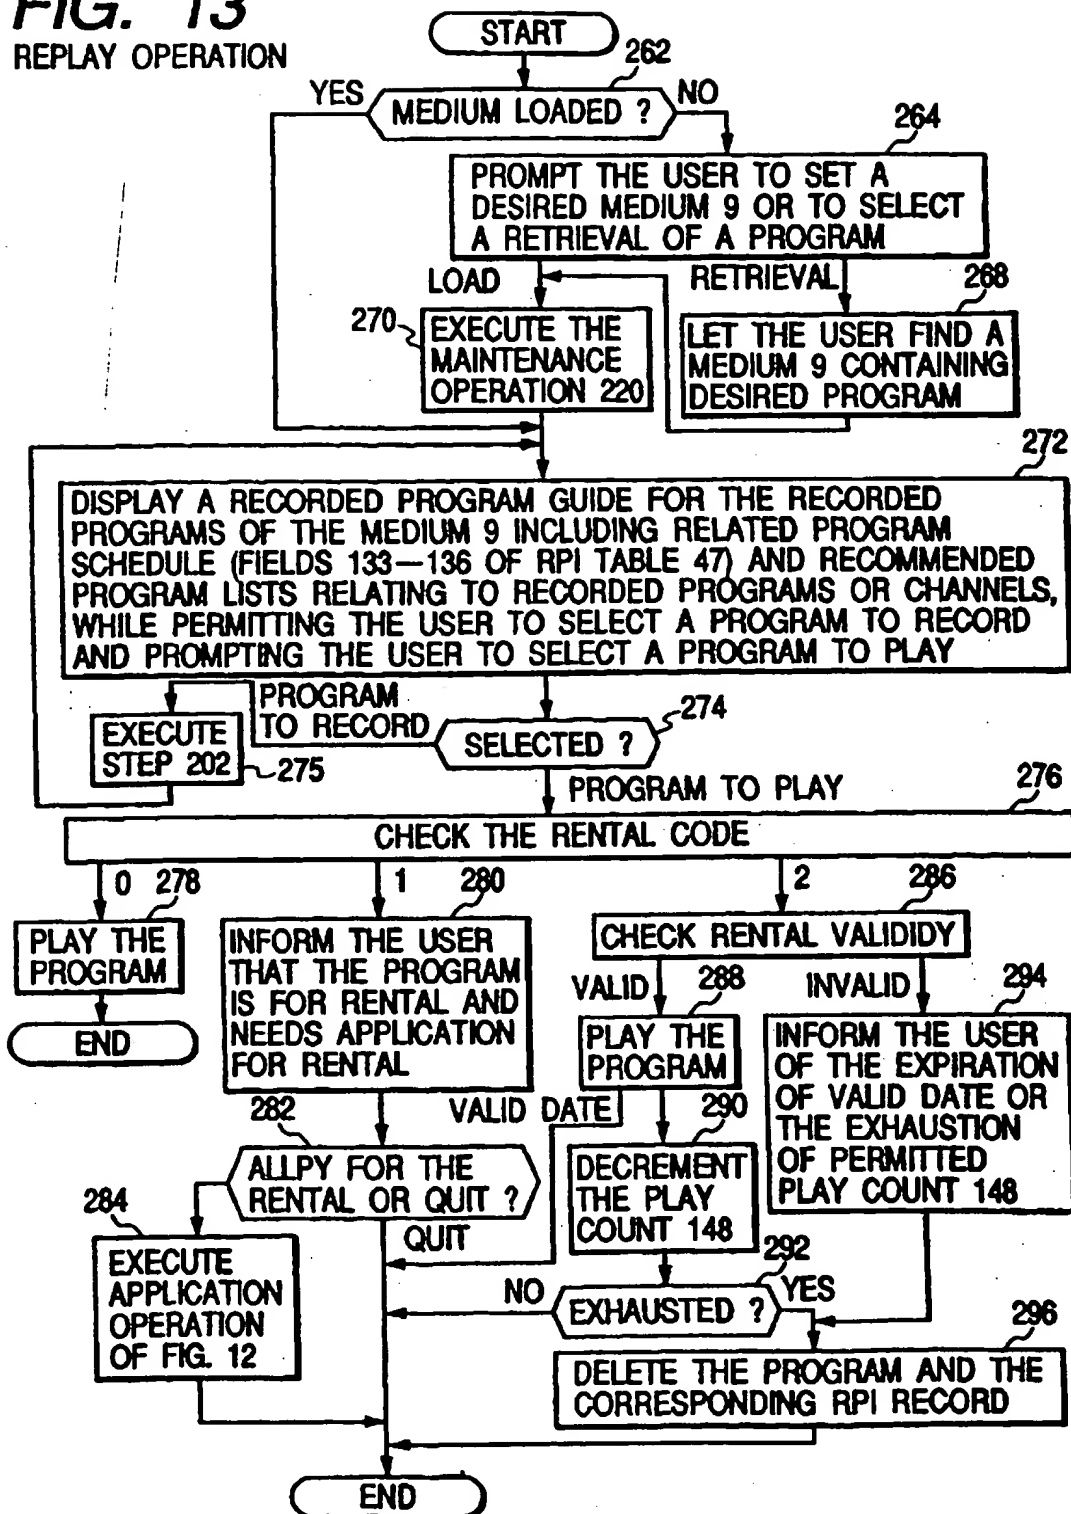 FIG. 13
REPLAY OPERATION
START
262
YES
MEDIUM LOADED ?
NO
264
PROMPT THE USER TO SET A
DESIRED MEDIUM 9 OR TO SELECT
A RETRIEVAL OF A PROGRAM
LOAD
RETRIEVAL
268
270
EXECUTE THE
MAINTENANCE
OPERATION 220
LET THE USER FIND A
MEDIUM 9 CONTAINING
DESIRED PROGRAM
272
DISPLAY A RECORDED PROGRAM GUIDE FOR THE RECORDED
PROGRAMS OF THE MEDIUM 9 INCLUDING RELATED PROGRAM
SCHEDULE (FIELDS 133—136 OF RPI TABLE 47) AND RECOMMENDED
PROGRAM LISTS RELATING TO RECORDED PROGRAMS OR CHANNELS,
WHILE PERMITTING THE USER TO SELECT A PROGRAM TO RECORD
AND PROMPTING THE USER TO SELECT A PROGRAM TO PLAY
PROGRAM
TO RECORD
274
SELECTED ?
EXECUTE
STEP 202
275
PROGRAM TO PLAY
276
CHECK THE RENTAL CODE
0
278
1
280
2
286
PLAY THE
PROGRAM
END
INFORM THE USER
THAT THE PROGRAM
IS FOR RENTAL AND
NEEDS APPLICATION
FOR RENTAL
CHECK RENTAL VALIDIDY
VALID
288
INVALID
294
PLAY THE
PROGRAM
INFORM THE USER
OF THE EXPIRATION
OF VALID DATE OR
THE EXHAUSTION
OF PERMITTED
PLAY COUNT 148
282
VALID DATE
290
ALLPY FOR THE
RENTAL OR QUIT ?
DECREMENT
THE PLAY
COUNT 148
284
QUIT
EXECUTE
APPLICATION
OPERATION
OF FIG. 12
292
NO
EXHAUSTED ?
YES
296
DELETE THE PROGRAM AND THE
CORRESPONDING RPI RECORD
END